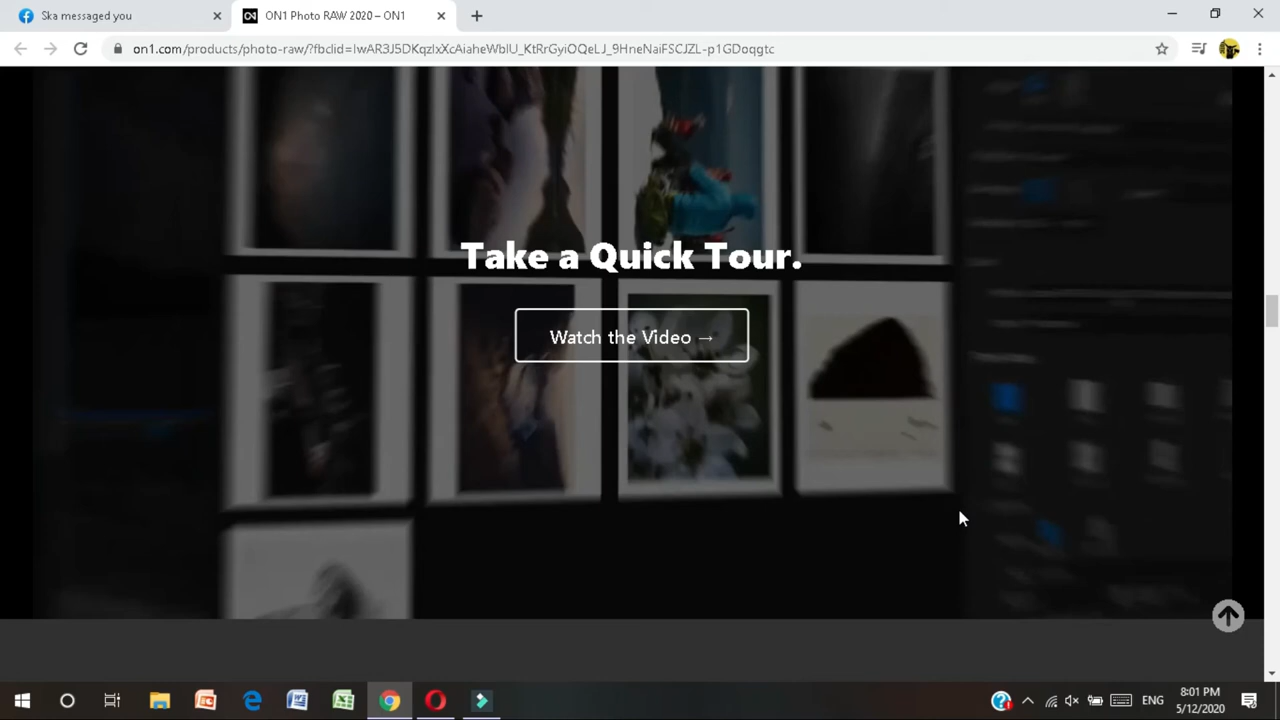 Ska messaged you
ON1 Photo RAW 2020 – ON1
on1.com/products/photo-raw/?fbclid=IwAR3J5DKqzlxXcAiaheWblU_KtRrGyiOQeLJ_9HneNaiFSCJZL-p1GDoqgtc
Take a Quick Tour.
Watch the Video →
ENG
8:01 PM
5/12/2020